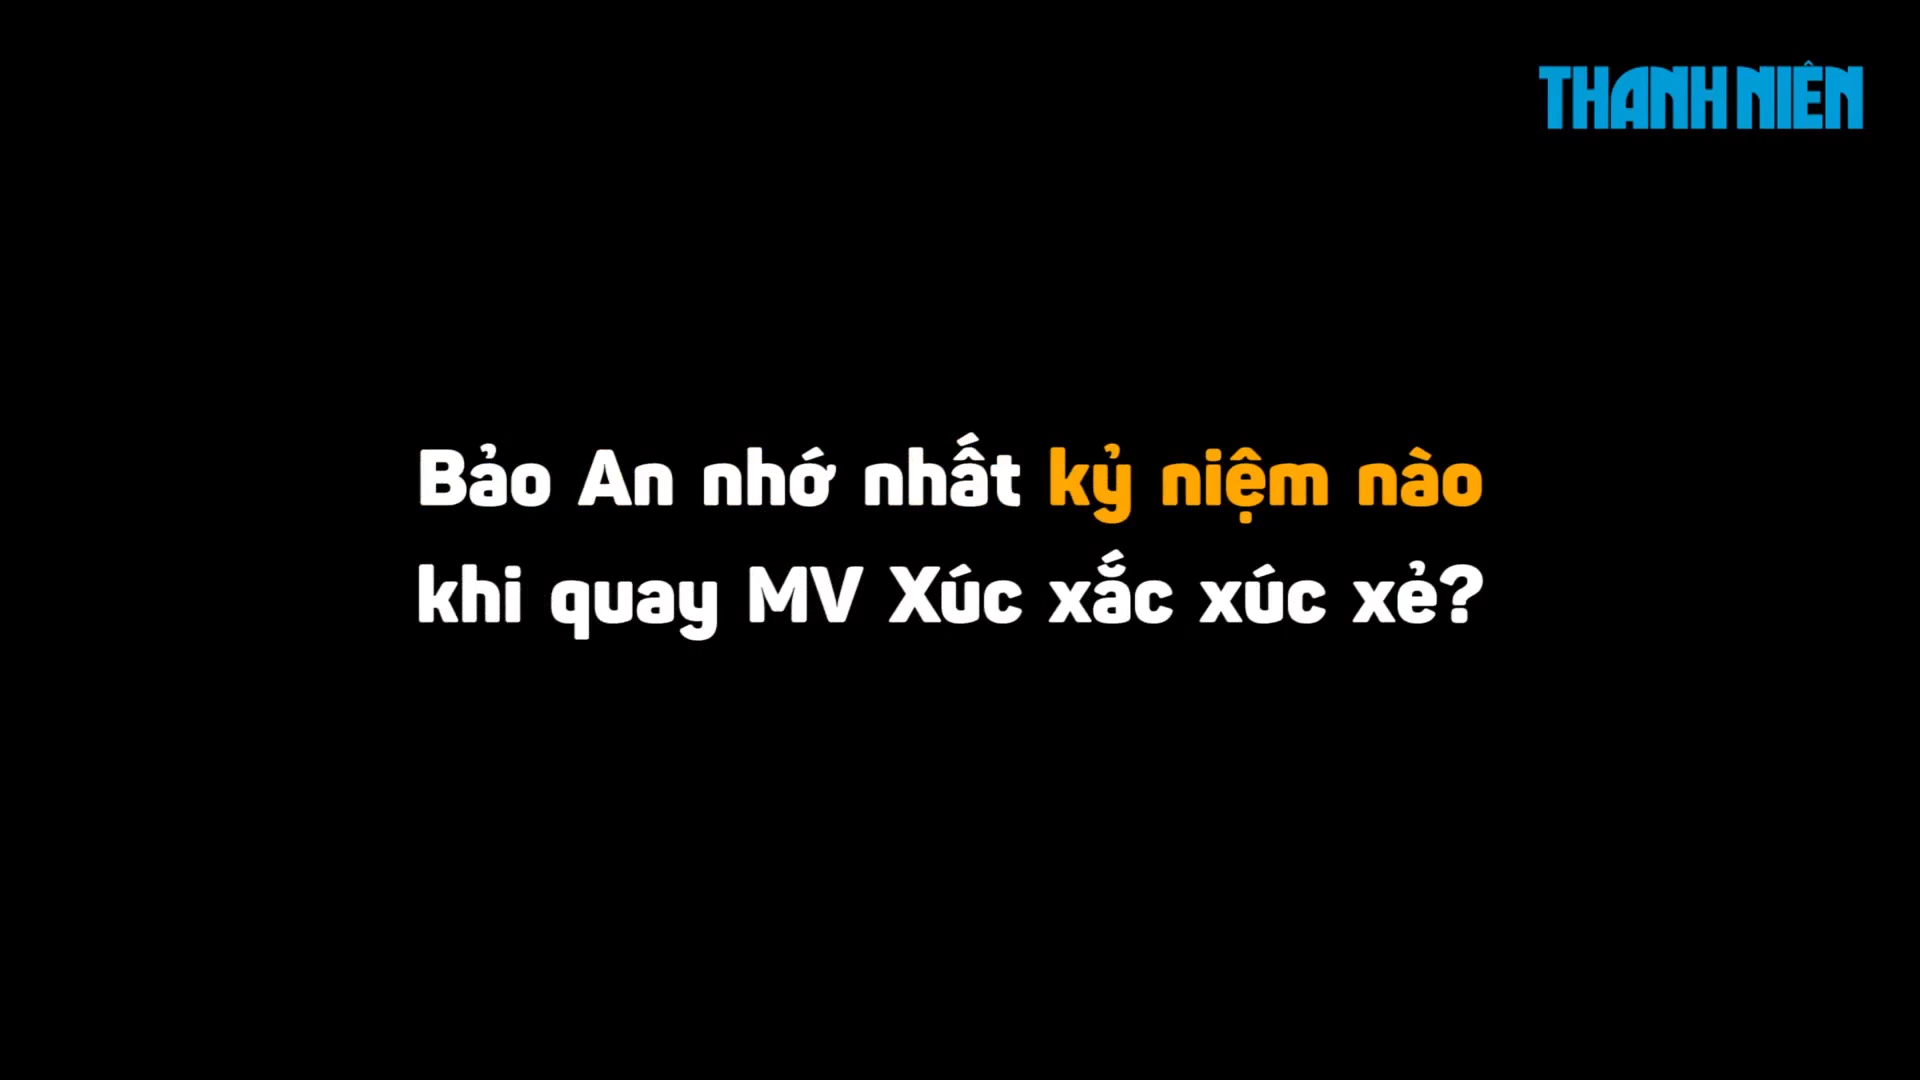 THANH NIÊN
Bảo An nhớ nhất kỷ niệm nào
khi quay MV Xúc xắc xúc xẻ?